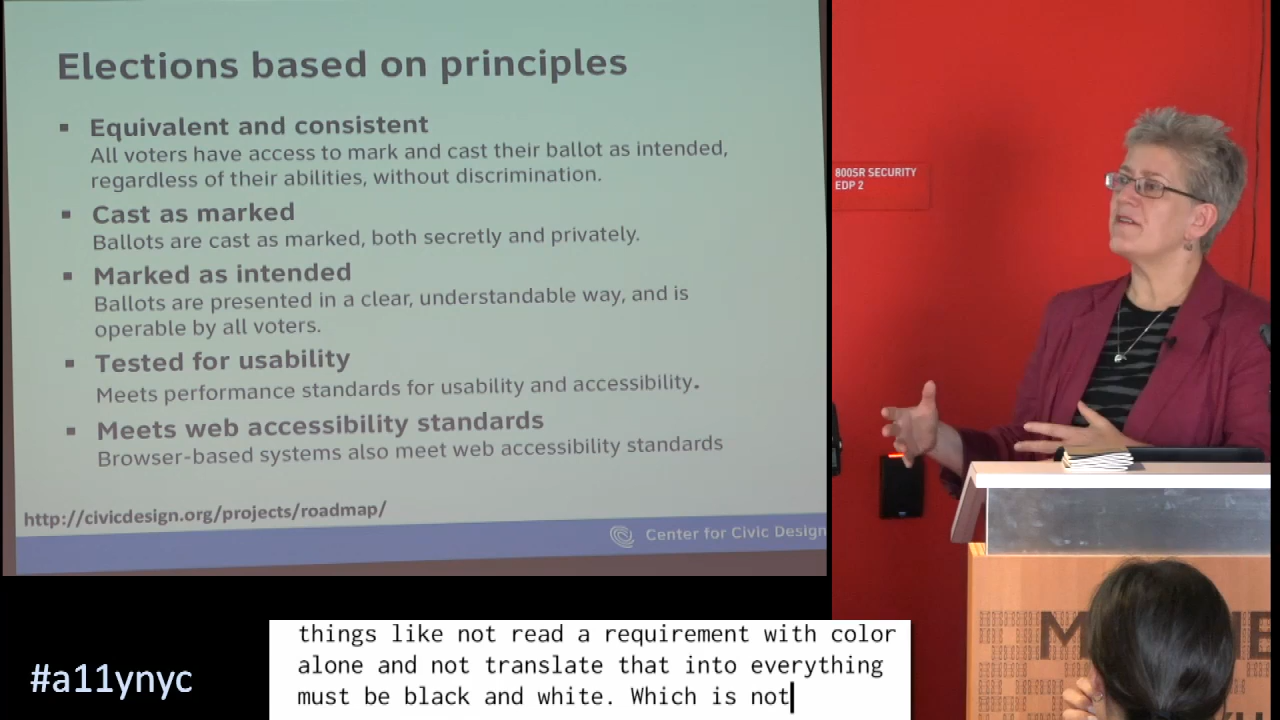 Elections based on principles
▪ Equivalent and consistent
All voters have access to mark and cast their ballot as intended,
regardless of their abilities, without discrimination.
▪ Cast as marked
Ballots are cast as marked, both secretly and privately.
▪ Marked as intended
Ballots are presented in a clear, understandable way, and is
operable by all voters.
▪ Tested for usability
Meets performance standards for usability and accessibility.
▪ Meets web accessibility standards
Browser-based systems also meet web accessibility standards
http://civicdesign.org/projects/roadmap/
Center for Civic Design
800SR SECURITY
EDP 2
#a11ynyc
things like not read a requirement with color
alone and not translate that into everything
must be black and white. Which is not